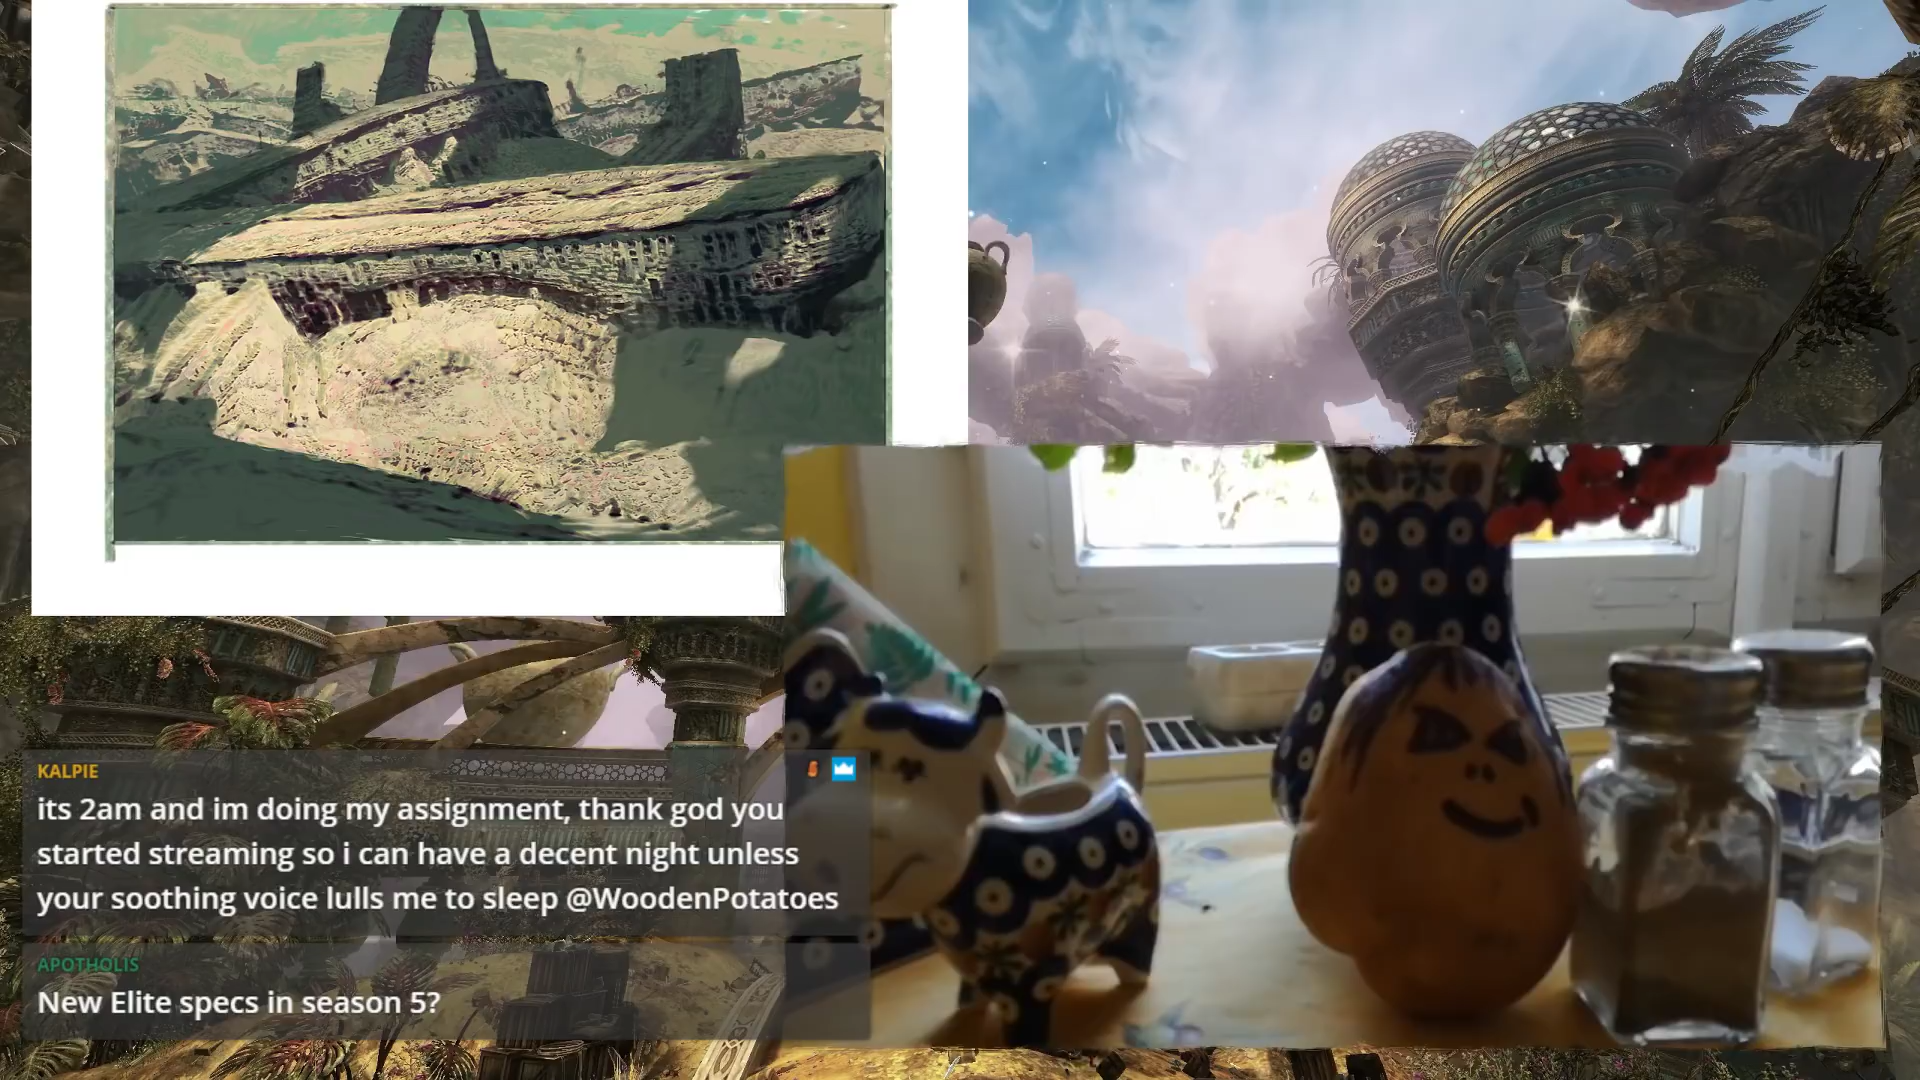 KALPIE
its 2am and im doing my assignment, thank god you
started streaming so i can have a decent night unless
your soothing voice lulls me to sleep @WoodenPotatoes
APOTHOLIS
New Elite specs in season 5?